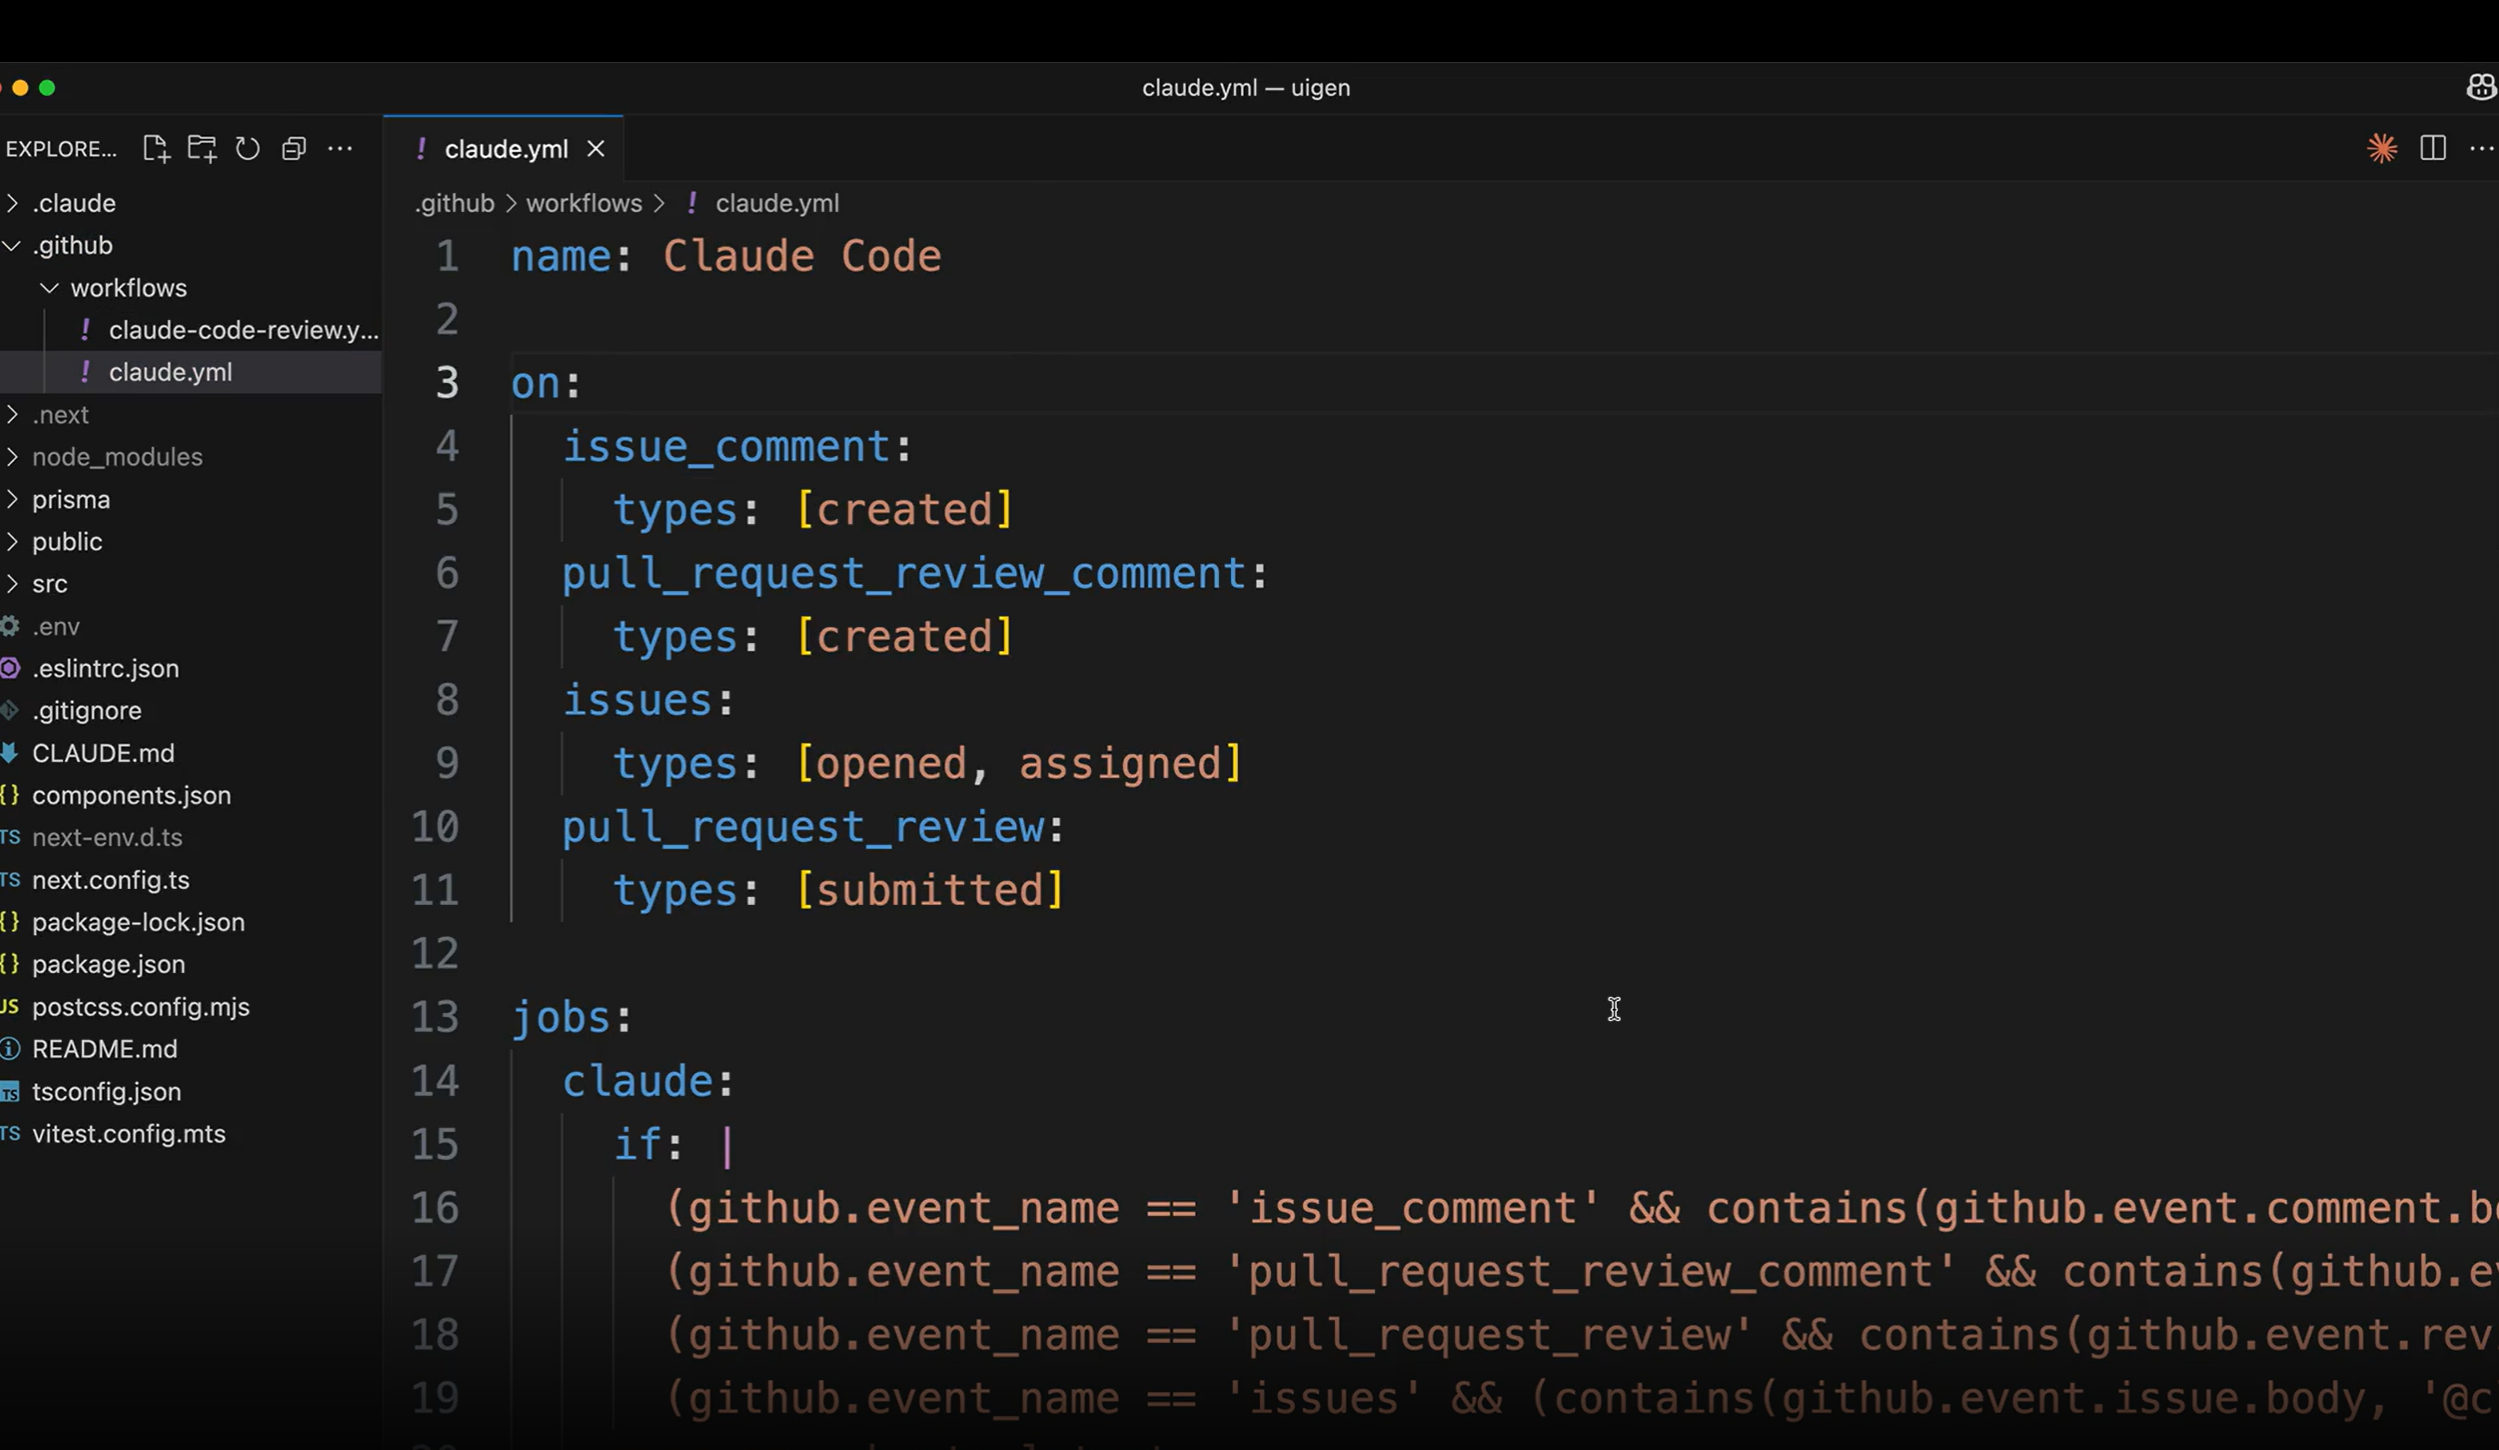 claude.yml — uigen
EXPLORE...
claude.yml
.claude
.github
workflows
claude-code-review.y...
claude.yml
.next
node_modules
prisma
public
src
.env
.eslintrc.json
.gitignore
CLAUDE.md
{} components.json
TS next-env.d.ts
TS next.config.ts
{} package-lock.json
{} package.json
JS postcss.config.mjs
README.md
TS tsconfig.json
TS vitest.config.mts
.github > workflows > ! claude.yml
1 name: Claude Code
2
3 on:
4 issue_comment:
5 types: [created]
6 pull_request_review_comment:
7 types: [created]
8 issues:
9 types: [opened, assigned]
10 pull_request_review:
11 types: [submitted]
12
13 jobs:
14 claude:
15 if: |
16 (github.event_name == 'issue_comment' && contains(github.event.comment.b
17 (github.event_name == 'pull_request_review_comment' && contains(github.e
18 (github.event_name == 'pull_request_review' && contains(github.event.rev
19 (github.event_name == 'issues' && (contains(github.event.issue.body, '@c